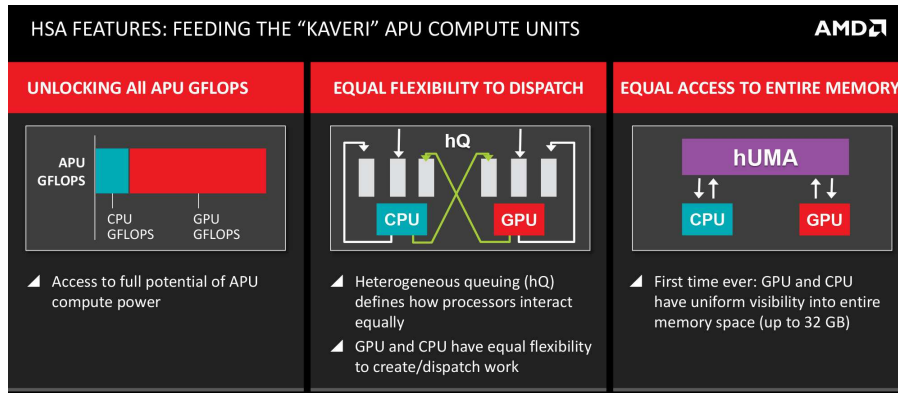 HSA FEATURES: FEEDING THE “KAVERI” APU COMPUTE UNITS
AMD
UNLOCKING All APU GFLOPS
APU
GFLOPS
CPU
GFLOPS
GPU
GFLOPS
Access to full potential of APU
compute power
EQUAL FLEXIBILITY TO DISPATCH
hQ
CPU
GPU
Heterogeneous queuing (hQ)
defines how processors interact
equally
GPU and CPU have equal flexibility
to create/dispatch work
EQUAL ACCESS TO ENTIRE MEMORY
hUMA
CPU
GPU
First time ever: GPU and CPU
have uniform visibility into entire
memory space (up to 32 GB)